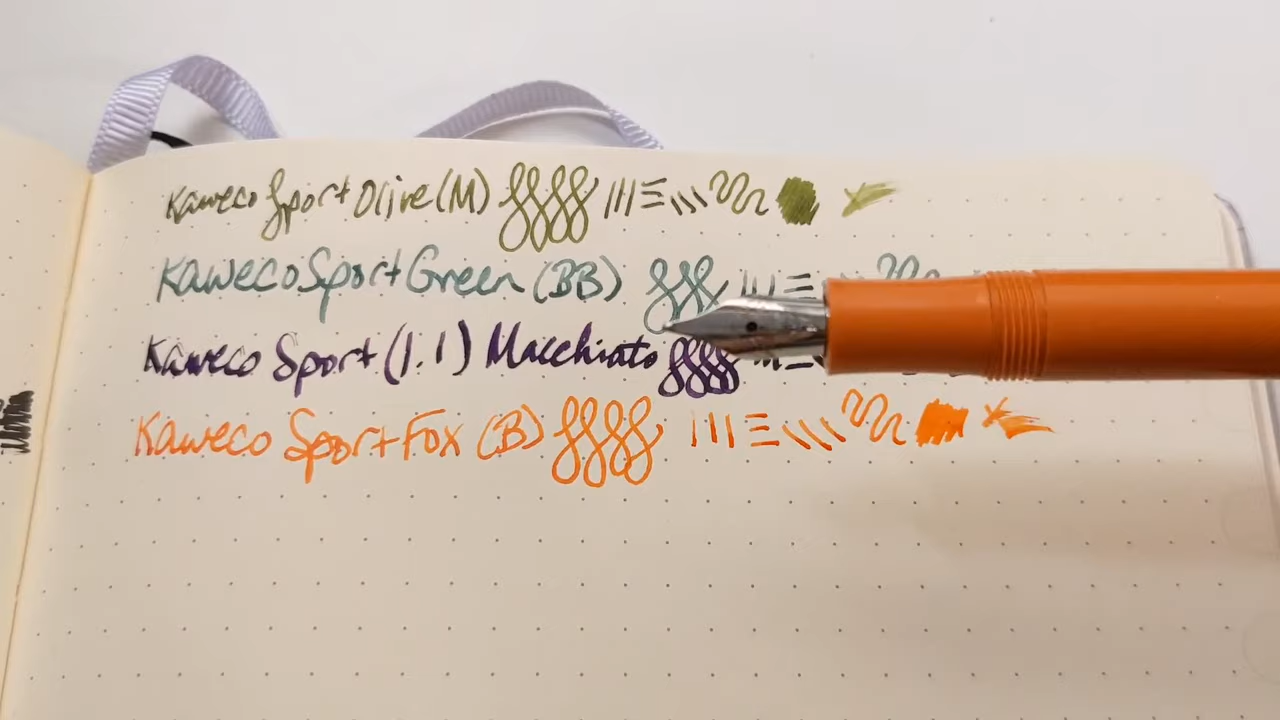 Kaweco Sport Olive (M)
Kaweco Sport Green (BB)
Kaweco Sport (1.1) Macchiato
Kaweco Sport Fox (B)